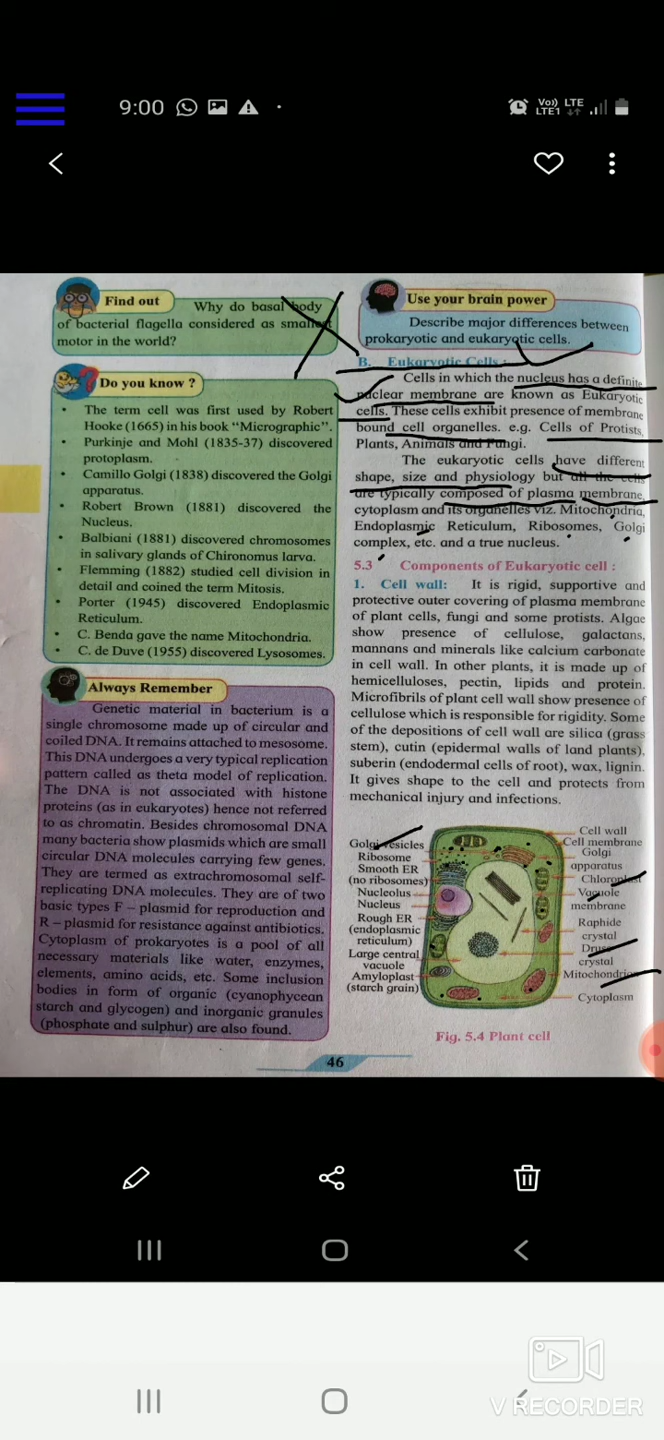 9:00
Vo)) LTE
LTE1
Find out
Why do basal body
of bacterial flagella considered as smallest
motor in the world?
Do you know ?
• The term cell was first used by Robert
Hooke (1665) in his book “Micrographic”.
• Purkinje and Mohl (1835-37) discovered
protoplasm.
• Camillo Golgi (1838) discovered the Golgi
apparatus.
• Robert Brown (1881) discovered the
Nucleus.
• Balbiani (1881) discovered chromosomes
in salivary glands of Chironomus larva.
• Flemming (1882) studied cell division in
detail and coined the term Mitosis.
• Porter (1945) discovered Endoplasmic
Reticulum.
• C. Benda gave the name Mitochondria.
• C. de Duve (1955) discovered Lysosomes.
Always Remember
Genetic material in bacterium is a
single chromosome made up of circular and
coiled DNA. It remains attached to mesosome.
This DNA undergoes a very typical replication
pattern called as theta model of replication.
The DNA is not associated with histone
proteins (as in eukaryotes) hence not referred
to as chromatin. Besides chromosomal DNA
many bacteria show plasmids which are small
circular DNA molecules carrying few genes.
They are termed as extrachromosomal self-
replicating DNA molecules. They are of two
basic types F – plasmid for reproduction and
R – plasmid for resistance against antibiotics.
Cytoplasm of prokaryotes is a pool of all
necessary materials like water, enzymes,
elements, amino acids, etc. Some inclusion
bodies in form of organic (cyanophycean
starch and glycogen) and inorganic granules
(phosphate and sulphur) are also found.
Use your brain power
Describe major differences between
prokaryotic and eukaryotic cells.
B. Eukaryotic Cells :
Cells in which the nucleus has a definite
nuclear membrane are known as Eukaryotic
cells. These cells exhibit presence of membrane
bound cell organelles. e.g. Cells of Protists,
Plants, Animals and Fungi.
The eukaryotic cells have different
shape, size and physiology but all the cells
are typically composed of plasma membrane,
cytoplasm and its organelles viz. Mitochondria,
Endoplasmic Reticulum, Ribosomes, Golgi
complex, etc. and a true nucleus.
5.3 Components of Eukaryotic cell :
1. Cell wall: It is rigid, supportive and
protective outer covering of plasma membrane
of plant cells, fungi and some protists. Algae
show presence of cellulose, galactans,
mannans and minerals like calcium carbonate
in cell wall. In other plants, it is made up of
hemicelluloses, pectin, lipids and protein.
Microfibrils of plant cell wall show presence of
cellulose which is responsible for rigidity. Some
of the depositions of cell wall are silica (grass
stem), cutin (epidermal walls of land plants),
suberin (endodermal cells of root), wax, lignin.
It gives shape to the cell and protects from
mechanical injury and infections.
Golgi vesicles
Ribosome
Smooth ER
(no ribosomes)
Nucleolus
Nucleus
Rough ER
(endoplasmic
reticulum)
Large central
vacuole
Amyloplast
(starch grain)
Cell wall
Cell membrane
Golgi
apparatus
Chloroplast
Vacuole
membrane
Raphide
crystal
Druse
crystal
Mitochondrion
Cytoplasm
Fig. 5.4 Plant cell
46
V RECORDER